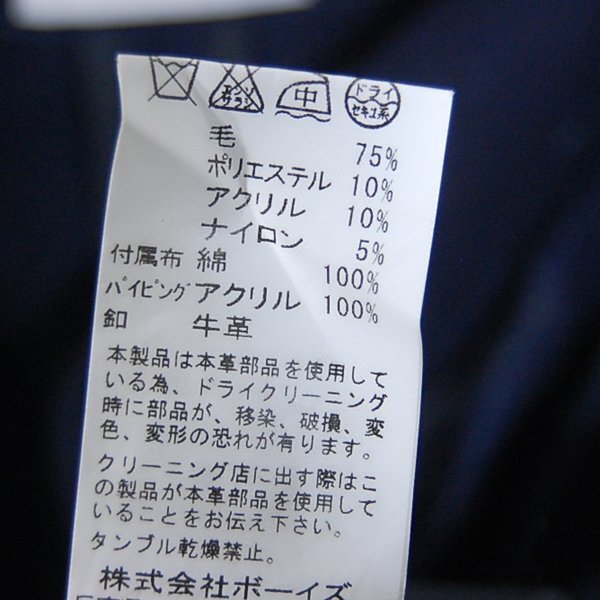 エンソ サラシ 中 ドライ セキユ系
毛 75%
ポリエステル 10%
アクリル 10%
ナイロン 5%
付属布 綿 100%
パイピング アクリル 100%
釦 牛革
本製品は本革部品を使用して
いる為、ドライクリーニング
時に部品が、移染、破損、変
色、変形の恐れが有ります。
クリーニング店に出す際はこ
の製品が本革部品を使用して
いることをお伝え下さい。
タンブル乾燥禁止。
株式会社ボーイズ